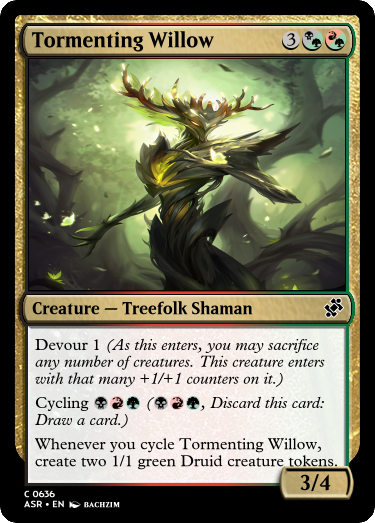 Tormenting Willow 3
Creature — Treefolk Shaman
Devour 1 (As this enters, you may sacrifice
any number of creatures. This creature enters
with that many +1/+1 counters on it.)
Cycling (, Discard this card:
Draw a card.)
Whenever you cycle Tormenting Willow,
create two 1/1 green Druid creature tokens.
3/4
C 0636
ASR • EN BACHZIM